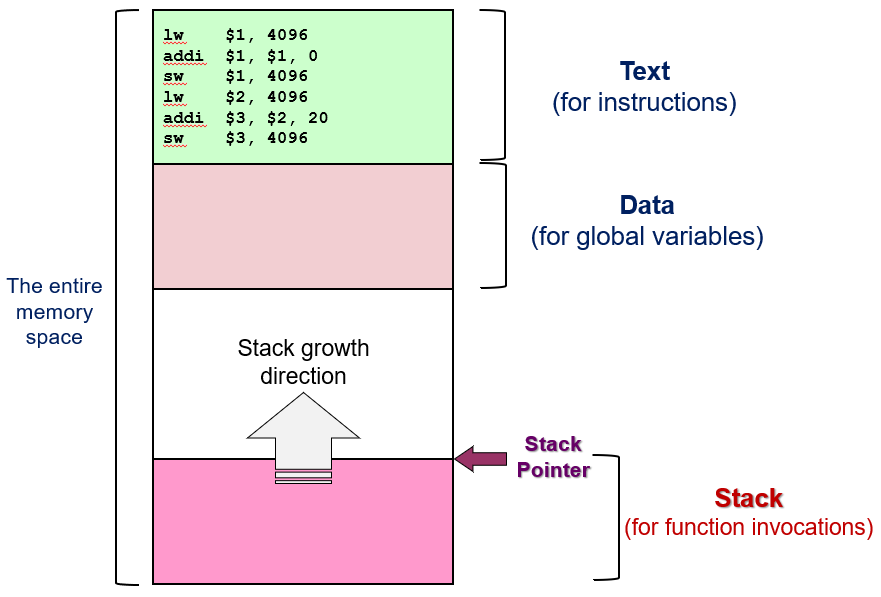 lw $1, 4096
addi $1, $1, 0
sw $1, 4096
lw $2, 4096
addi $3, $2, 20
sw $3, 4096
Text
(for instructions)
Data
(for global variables)
The entire
memory
space
Stack growth
direction
Stack
Pointer
Stack
(for function invocations)